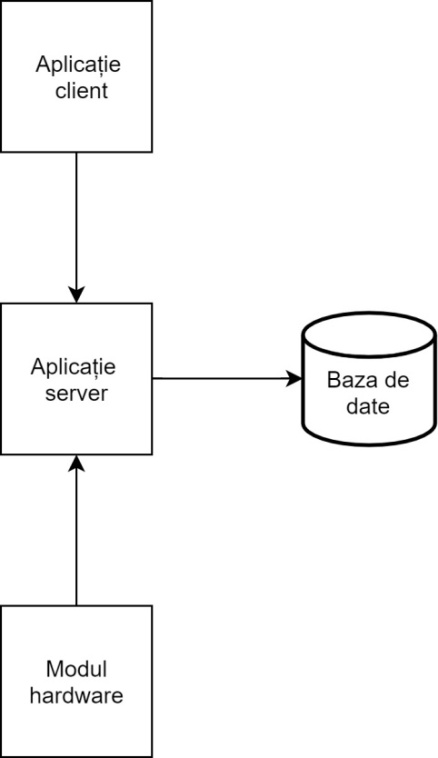 Aplicație
client
Aplicație
server
Baza de
date
Modul
hardware